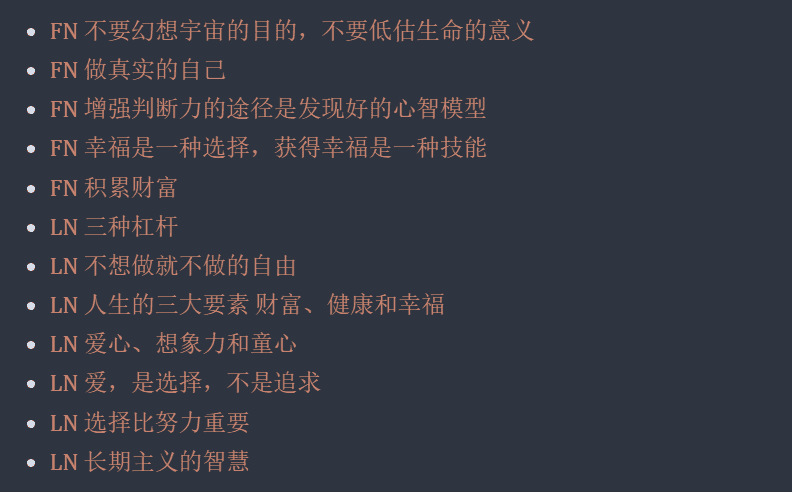 FN 不要幻想宇宙的目的，不要低估生命的意义
FN 做真实的自己
FN 增强判断力的途径是发现好的心智模型
FN 幸福是一种选择，获得幸福是一种技能
FN 积累财富
LN 三种杠杆
LN 不想做就不做的自由
LN 人生的三大要素 财富、健康和幸福
LN 爱心、想象力和童心
LN 爱，是选择，不是追求
LN 选择比努力重要
LN 长期主义的智慧